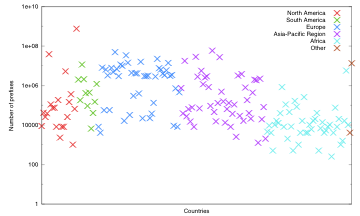 1e+10
1e+08
1e+06
10000
100
1
Number of prefixes
Countries
North America
South America
Europe
Asia-Pacific Region
Africa
Other